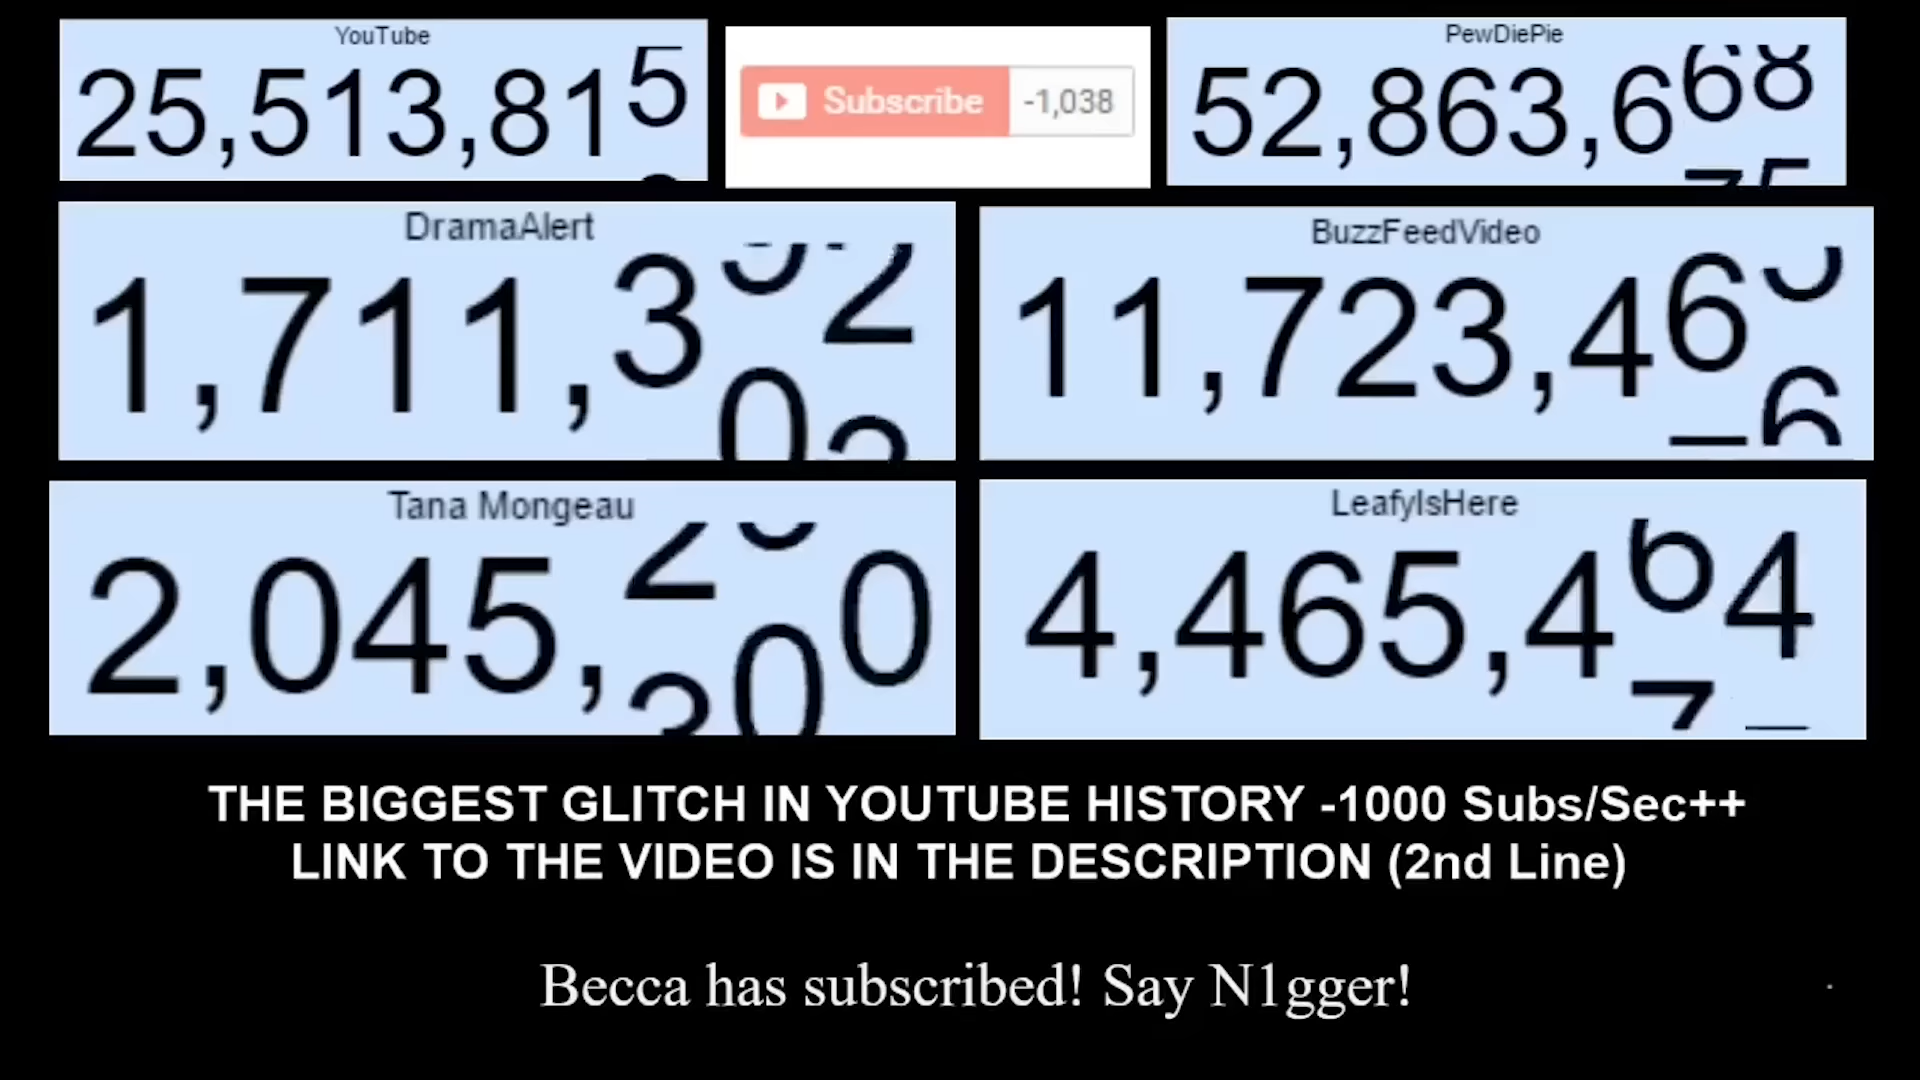 YouTube
25,513,815
Subscribe -1,038
PewDiePie
52,863,668
DramaAlert
1,711,3
BuzzFeedVideo
11,723,46
Tana Mongeau
2,045,
LeafyIsHere
4,465,464
THE BIGGEST GLITCH IN YOUTUBE HISTORY -1000 Subs/Sec++
LINK TO THE VIDEO IS IN THE DESCRIPTION (2nd Line)
Becca has subscribed! Say N1gger!